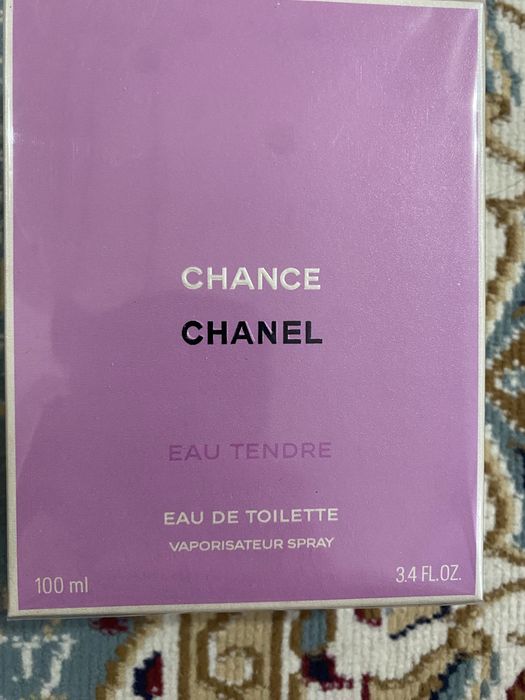 CHANCE
CHANEL
EAU TENDRE
EAU DE TOILETTE
VAPORISATEUR SPRAY
100 ml 3.4 FL.OZ.